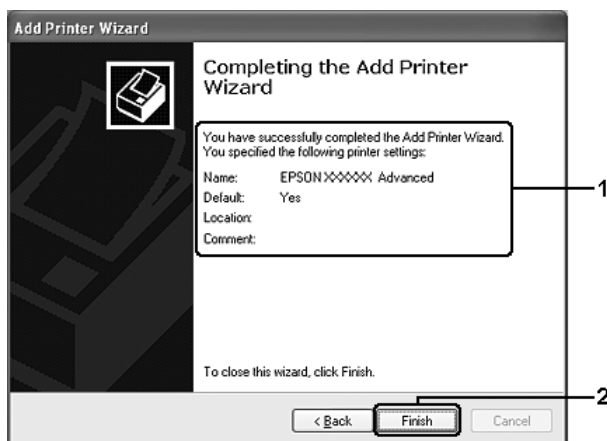 Add Printer Wizard
Completing the Add Printer
Wizard
You have successfully completed the Add Printer Wizard.
You specified the following printer settings:
Name: EPSON XXXXXX Advanced
Default: Yes
Location:
Comment:
1
To close this wizard, click Finish.
2
< Back Finish Cancel